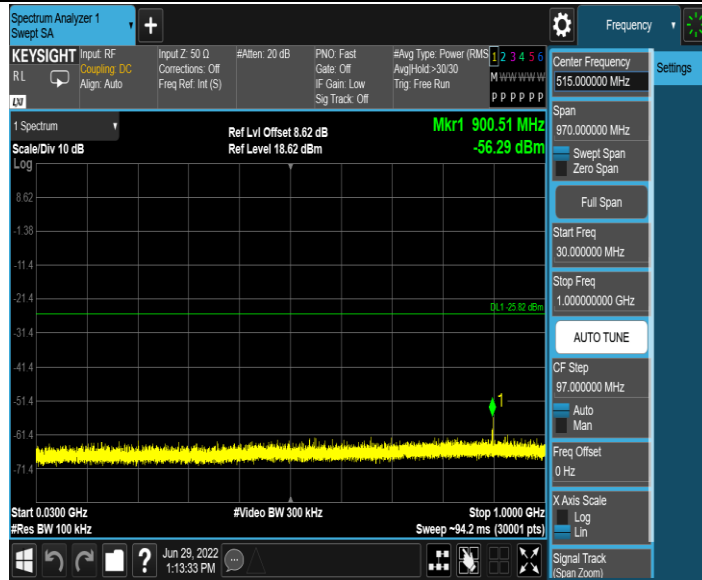 Spectrum Analyzer 1
Swept SA
+
Frequency
KEYSIGHT
RL
LXI
Input: RF
Coupling: DC
Align: Auto
Input Z: 50 Ω
Corrections: Off
Freq Ref: Int (S)
#Atten: 20 dB
PNO: Fast
Gate: Off
IF Gain: Low
Sig Track: Off
#Avg Type: Power (RMS
Avg|Hold:>30/30
Trig: Free Run
1 2 3 4 5 6
M W W W W W
P P P P P P
1 Spectrum
Scale/Div 10 dB
Ref Lvl Offset 8.62 dB
Ref Level 18.62 dBm
Mkr1 900.51 MHz
-56.29 dBm
Log
8.62
-1.38
-11.4
-21.4
-31.4
-41.4
-51.4
-61.4
-71.4
DL1 -25.82 dBm
1
Start 0.0300 GHz
#Res BW 100 kHz
#Video BW 300 kHz
Stop 1.0000 GHz
Sweep ~94.2 ms (30001 pts)
?
Jun 29, 2022
1:13:33 PM
Center Frequency
515.000000 MHz
Span
970.000000 MHz
Swept Span
Zero Span
Full Span
Start Freq
30.000000 MHz
Stop Freq
1.000000000 GHz
AUTO TUNE
CF Step
97.000000 MHz
Auto
Man
Freq Offset
0 Hz
X Axis Scale
Log
Lin
Signal Track
(Span Zoom)
Settings